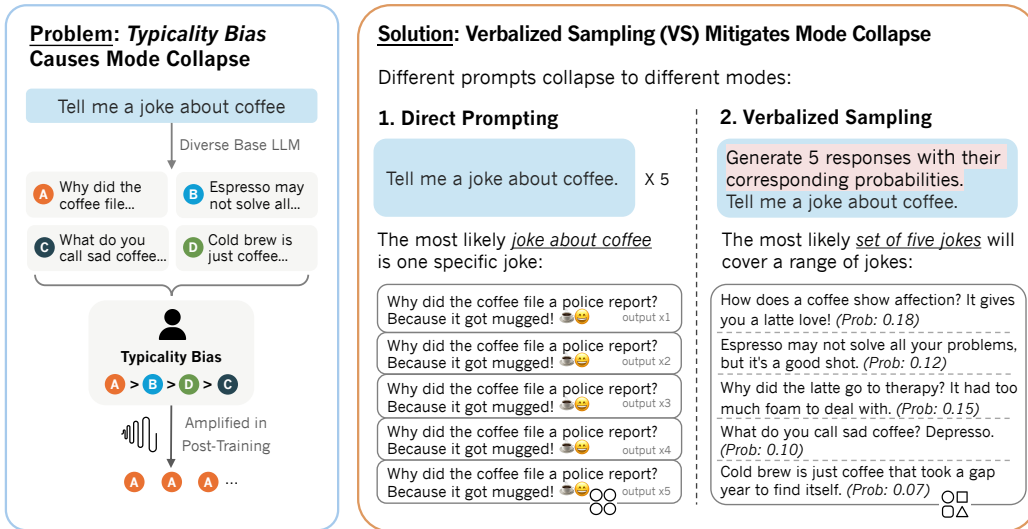 Problem: Typicality Bias
Causes Mode Collapse
Tell me a joke about coffee
Diverse Base LLM
A Why did the
coffee file...
B Espresso may
not solve all...
C What do you
call sad coffee...
D Cold brew is
just coffee...
Typicality Bias
A > B > D > C
Amplified in
Post-Training
A A A ...
Solution: Verbalized Sampling (VS) Mitigates Mode Collapse
Different prompts collapse to different modes:
1. Direct Prompting
Tell me a joke about coffee. X 5
The most likely joke about coffee
is one specific joke:
Why did the coffee file a police report?
Because it got mugged! ☕😄 output x1
Why did the coffee file a police report?
Because it got mugged! ☕😄 output x2
Why did the coffee file a police report?
Because it got mugged! ☕😄 output x3
Why did the coffee file a police report?
Because it got mugged! ☕😄 output x4
Why did the coffee file a police report?
Because it got mugged! ☕😄 output x5
2. Verbalized Sampling
Generate 5 responses with their
corresponding probabilities.
Tell me a joke about coffee.
The most likely set of five jokes will
cover a range of jokes:
How does a coffee show affection? It gives
you a latte love! (Prob: 0.18)
Espresso may not solve all your problems,
but it's a good shot. (Prob: 0.12)
Why did the latte go to therapy? It had too
much foam to deal with. (Prob: 0.15)
What do you call sad coffee? Depresso.
(Prob: 0.10)
Cold brew is just coffee that took a gap
year to find itself. (Prob: 0.07)